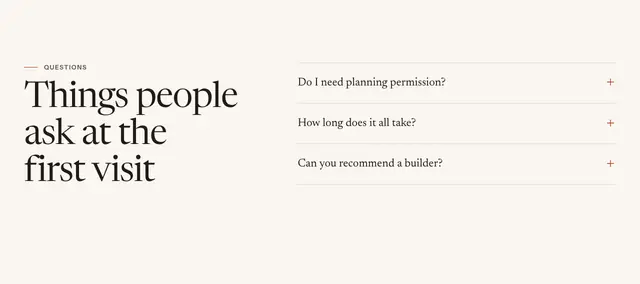 QUESTIONS
Things people
ask at the
first visit
Do I need planning permission?
How long does it all take?
Can you recommend a builder?